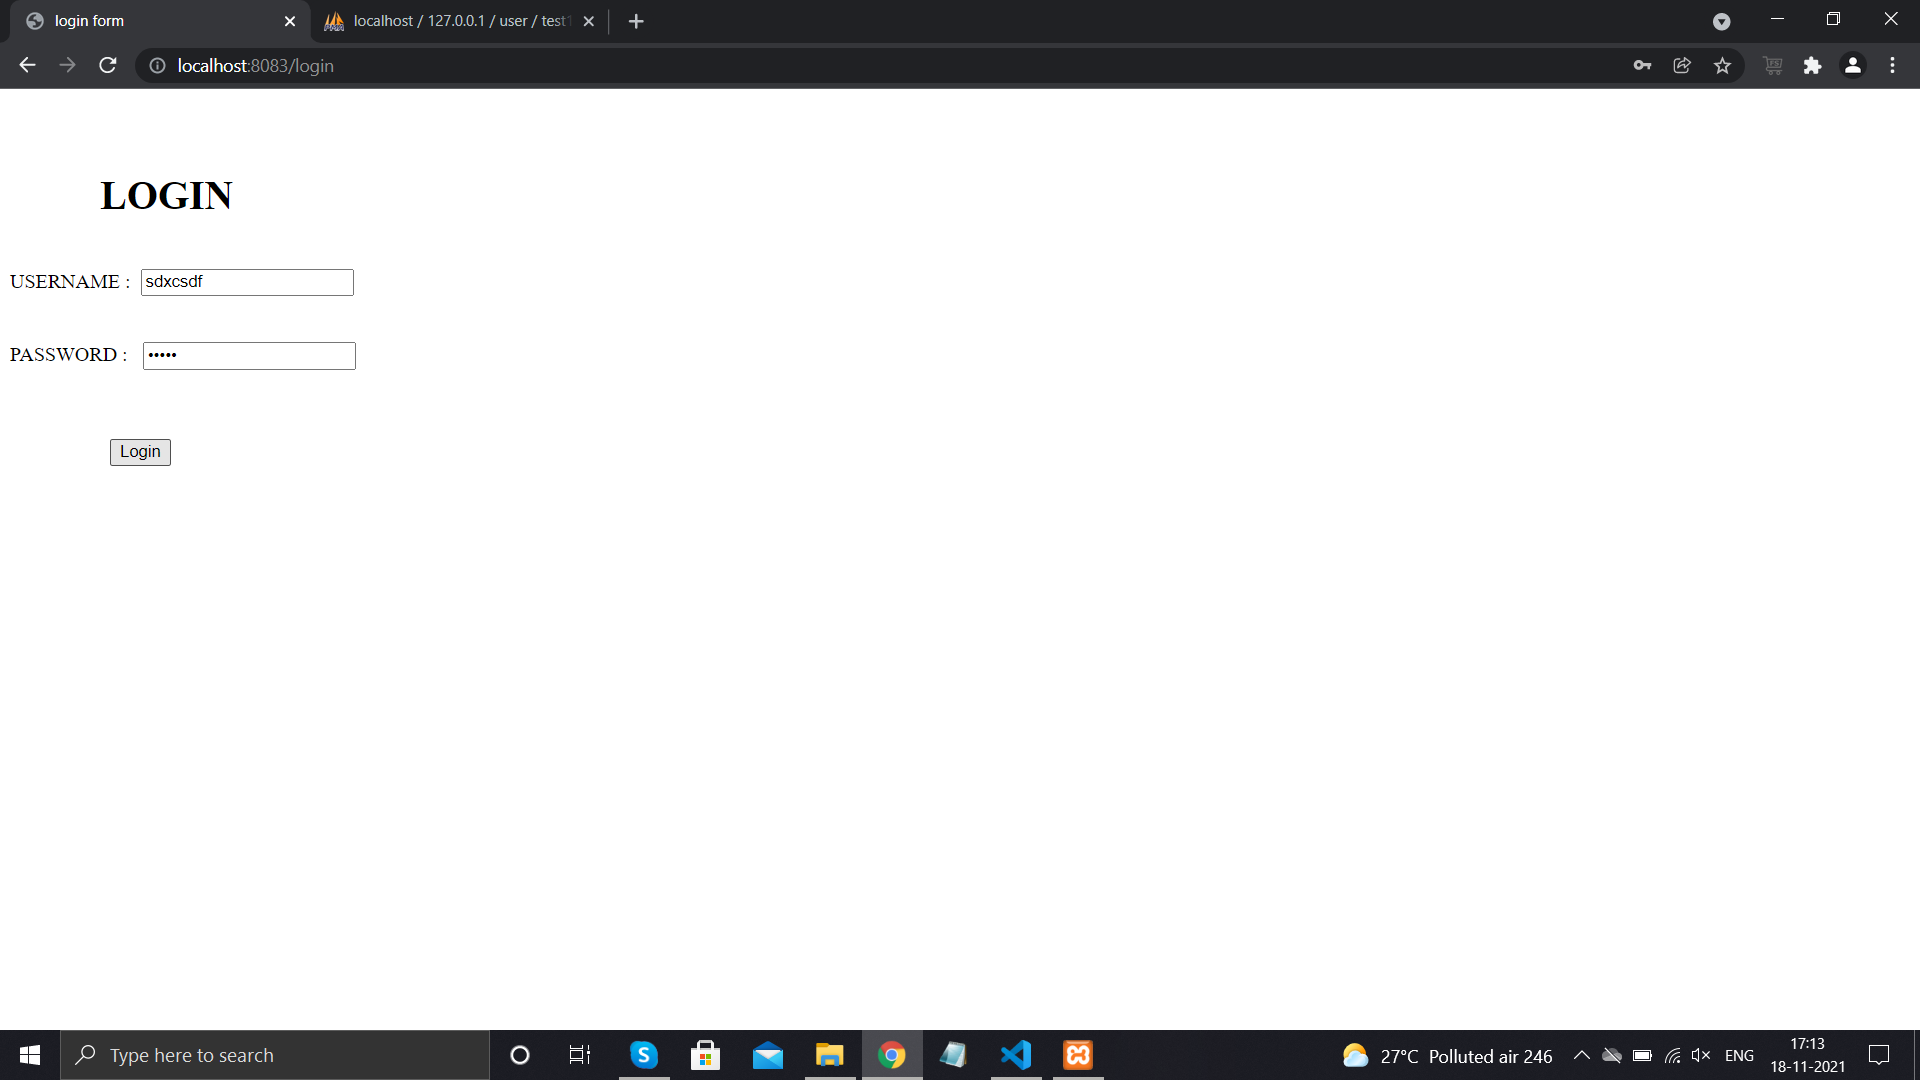 login form
localhost / 127.0.0.1 / user / test1
localhost:8083/login
LOGIN
USERNAME :
sdxcsdf
PASSWORD :
•••••
Login
Type here to search
27°C Polluted air 246
ENG
17:13
18-11-2021